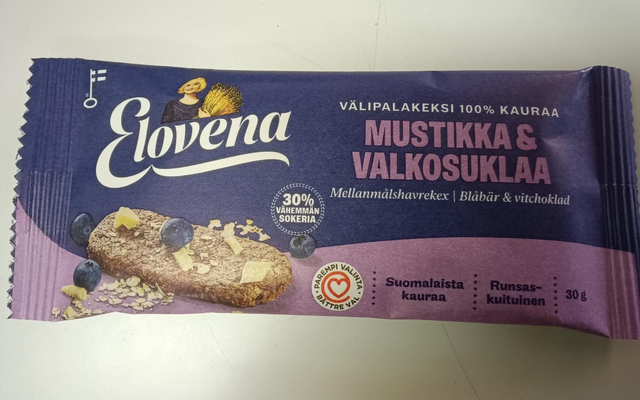 Elovena
VÄLIPALAKEKSI 100% KAURAA
MUSTIKKA &
VALKOSUKLAA
Mellanmålshavrekex | Blåbär & vitchoklad
30%
VÄHEMMÄN
SOKERIA
PAREMPI VALINTA
BÄTTRE VAL
Suomalaista
kauraa
Runsas-
kuituinen
30 g